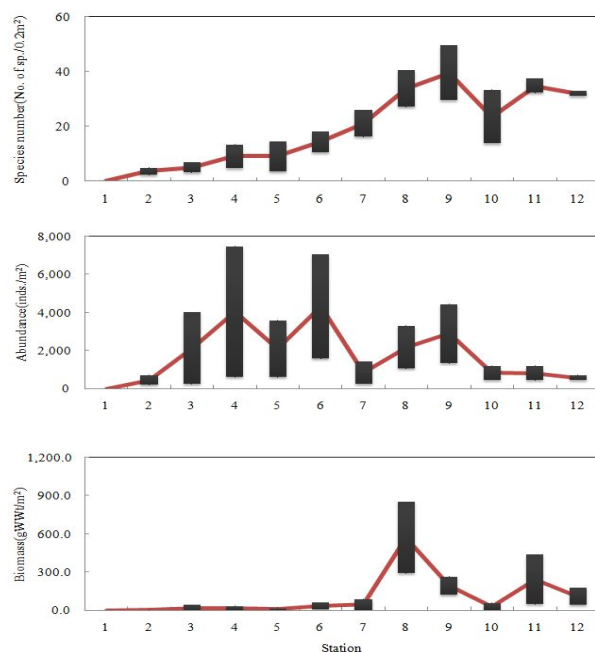 Species number(No. of sp./0.2m²)
60
40
20
0
1 2 3 4 5 6 7 8 9 10 11 12
Abundance(inds./m²)
8,000
6,000
4,000
2,000
0
1 2 3 4 5 6 7 8 9 10 11 12
Biomass(gWWt/m²)
1,200.0
900.0
600.0
300.0
0.0
1 2 3 4 5 6 7 8 9 10 11 12
Station